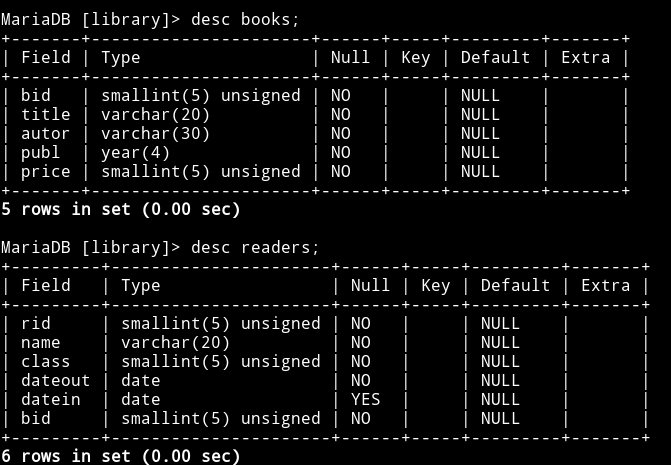 MariaDB [library]> desc books;
+-------+----------------------+------+-----+---------+-------+
| Field | Type                 | Null | Key | Default | Extra |
+-------+----------------------+------+-----+---------+-------+
| bid   | smallint(5) unsigned | NO   |     | NULL    |       |
| title | varchar(20)          | NO   |     | NULL    |       |
| autor | varchar(30)          | NO   |     | NULL    |       |
| publ  | year(4)              | NO   |     | NULL    |       |
| price | smallint(5) unsigned | NO   |     | NULL    |       |
+-------+----------------------+------+-----+---------+-------+
5 rows in set (0.00 sec)

MariaDB [library]> desc readers;
+---------+----------------------+------+-----+---------+-------+
| Field   | Type                 | Null | Key | Default | Extra |
+---------+----------------------+------+-----+---------+-------+
| rid     | smallint(5) unsigned | NO   |     | NULL    |       |
| name    | varchar(20)          | NO   |     | NULL    |       |
| class   | smallint(5) unsigned | NO   |     | NULL    |       |
| dateout | date                 | NO   |     | NULL    |       |
| datein  | date                 | YES  |     | NULL    |       |
| bid     | smallint(5) unsigned | NO   |     | NULL    |       |
+---------+----------------------+------+-----+---------+-------+
6 rows in set (0.00 sec)